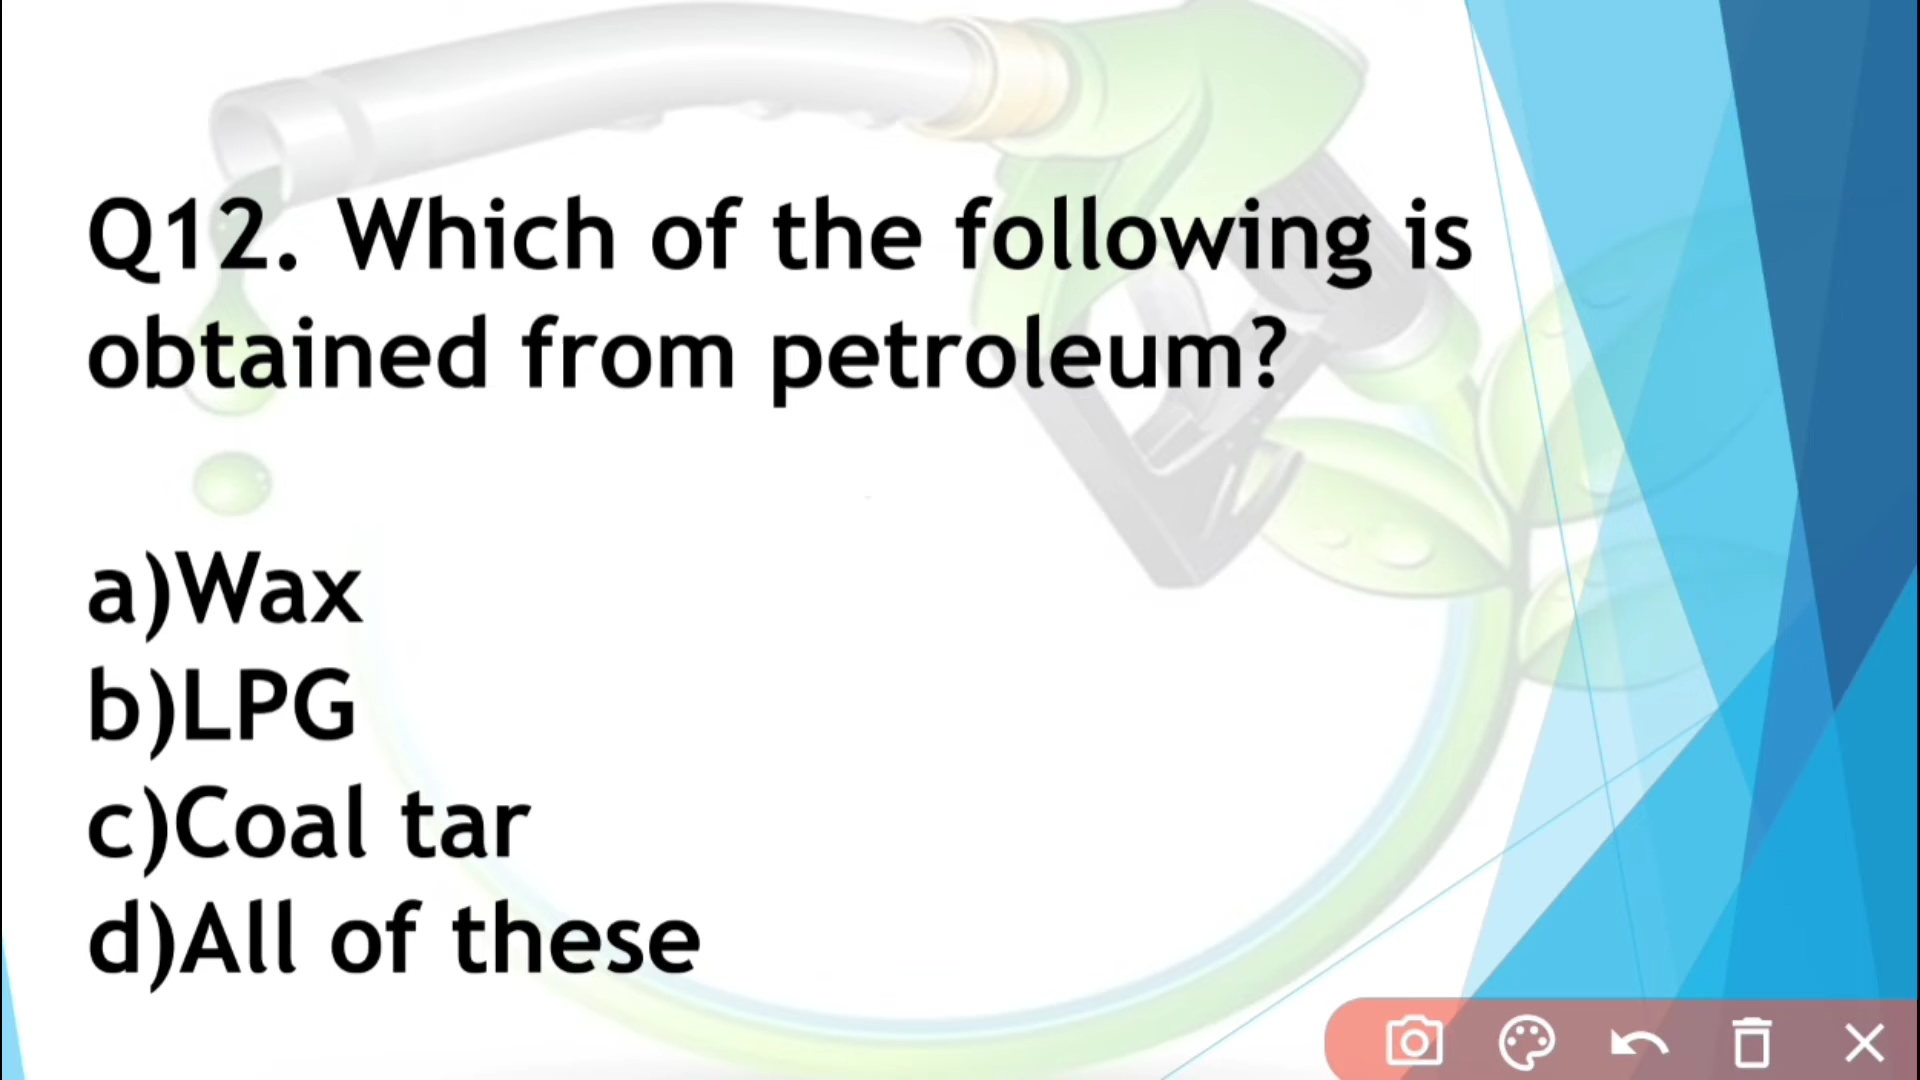 Q12. Which of the following is
obtained from petroleum?
a)Wax
b)LPG
c)Coal tar
d)All of these